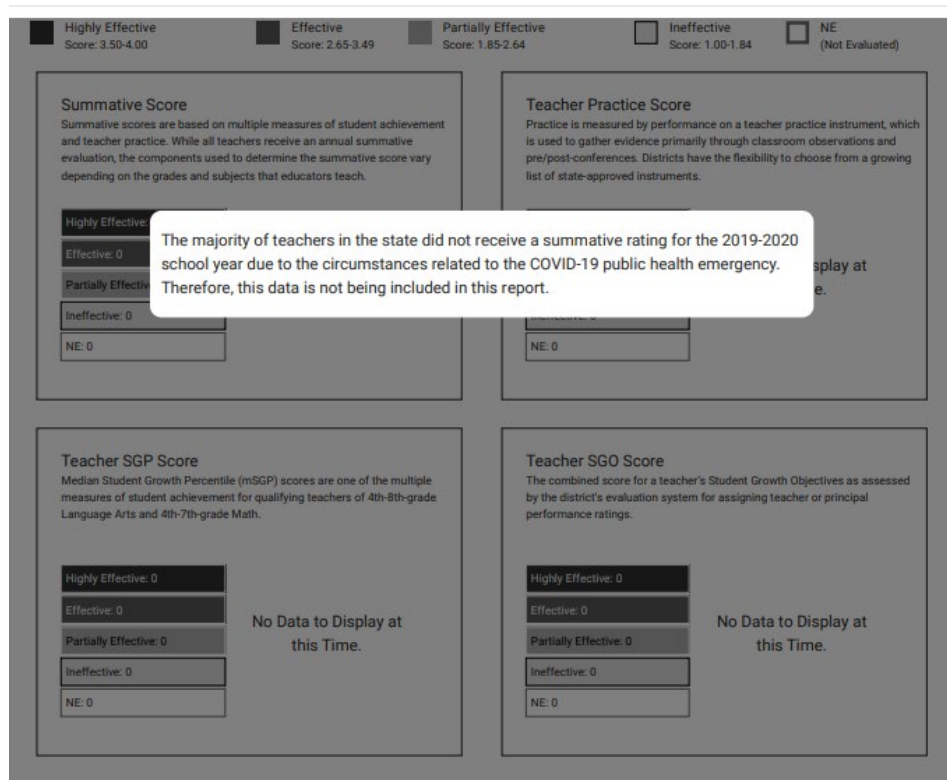 Highly Effective
Score: 3.50-4.00
Effective
Score: 2.65-3.49
Partially Effective
Score: 1.85-2.64
Ineffective
Score: 1.00-1.84
NE
(Not Evaluated)
Summative Score
Summative scores are based on multiple measures of student achievement
and teacher practice. While all teachers receive an annual summative
evaluation, the components used to determine the summative score vary
depending on the grades and subjects that educators teach.
Highly Effective:
Effective: 0
Partially Effective
Ineffective: 0
NE: 0
Teacher Practice Score
Practice is measured by performance on a teacher practice instrument, which
is used to gather evidence primarily through classroom observations and
pre/post-conferences. Districts have the flexibility to choose from a growing
list of state-approved instruments.
NE: 0
The majority of teachers in the state did not receive a summative rating for the 2019-2020
school year due to the circumstances related to the COVID-19 public health emergency.
Therefore, this data is not being included in this report.
Teacher SGP Score
Median Student Growth Percentile (mSGP) scores are one of the multiple
measures of student achievement for qualifying teachers of 4th-8th-grade
Language Arts and 4th-7th-grade Math.
Highly Effective: 0
Effective: 0
Partially Effective: 0
Ineffective: 0
NE: 0
No Data to Display at
this Time.
Teacher SGO Score
The combined score for a teacher's Student Growth Objectives as assessed
by the district's evaluation system for assigning teacher or principal
performance ratings.
Highly Effective: 0
Effective: 0
Partially Effective: 0
Ineffective: 0
NE: 0
No Data to Display at
this Time.